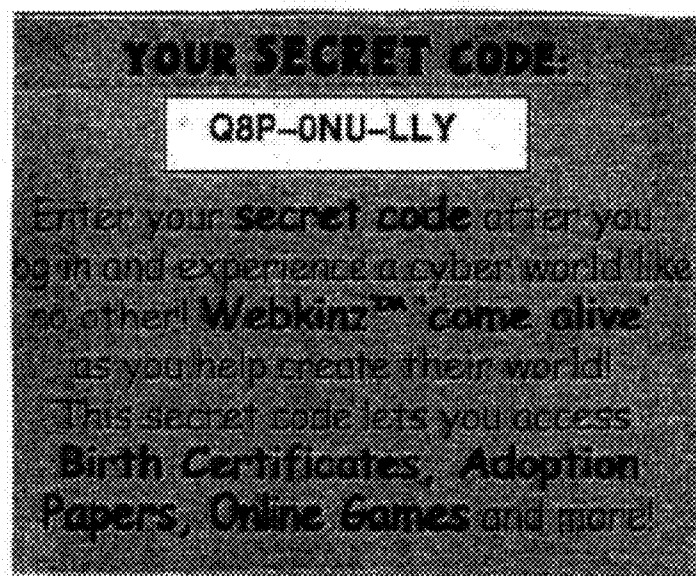 YOUR SECRET CODE:
Q8P-0NU-LLY
Enter your secret code after you
og in and experience a cyber world like
no other! Webkinz™ 'come alive'
as you help create their world!
This secret code lets you access
Birth Certificates, Adoption
Papers, Online Games and more!